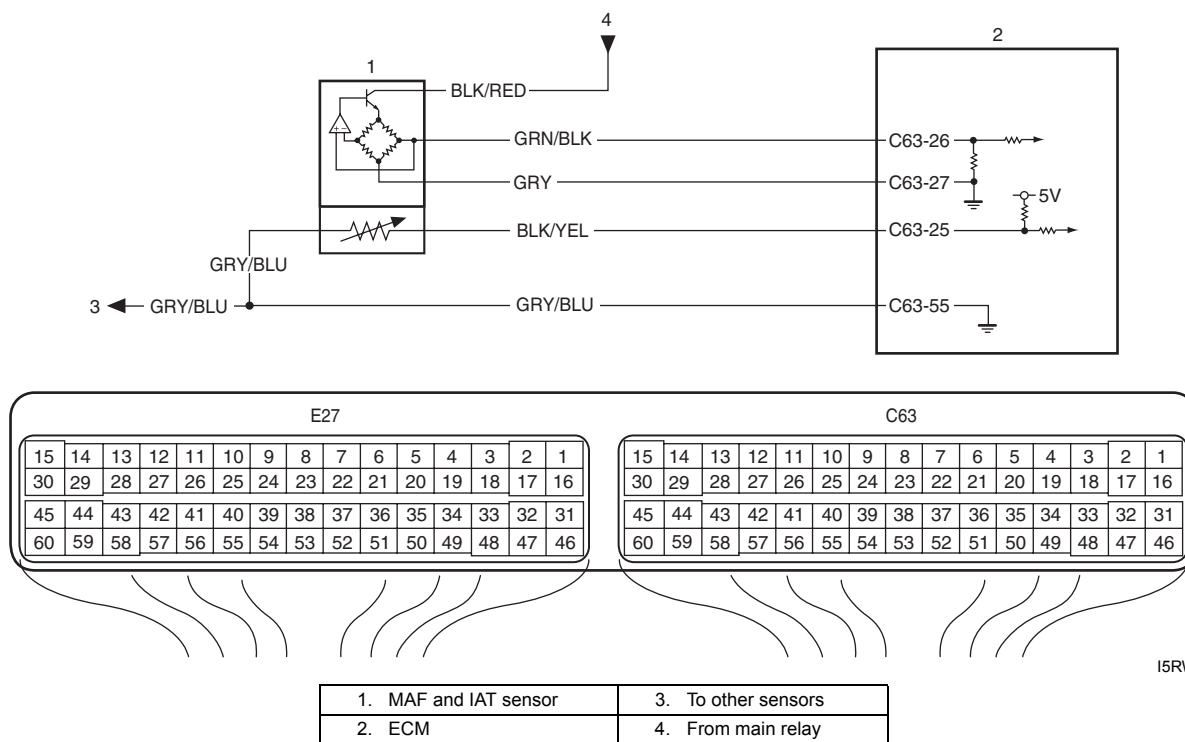 4
2
1
BLK/RED
GRN/BLK C63-26
GRY C63-27
5V
BLK/YEL C63-25
GRY/BLU
3 GRY/BLU GRY/BLU C63-55
E27 C63
15 14 13 12 11 10 9 8 7 6 5 4 3 2 1 15 14 13 12 11 10 9 8 7 6 5 4 3 2 1
30 29 28 27 26 25 24 23 22 21 20 19 18 17 16 30 29 28 27 26 25 24 23 22 21 20 19 18 17 16
45 44 43 42 41 40 39 38 37 36 35 34 33 32 31 45 44 43 42 41 40 39 38 37 36 35 34 33 32 31
60 59 58 57 56 55 54 53 52 51 50 49 48 47 46 60 59 58 57 56 55 54 53 52 51 50 49 48 47 46
1. MAF and IAT sensor 3. To other sensors
2. ECM 4. From main relay